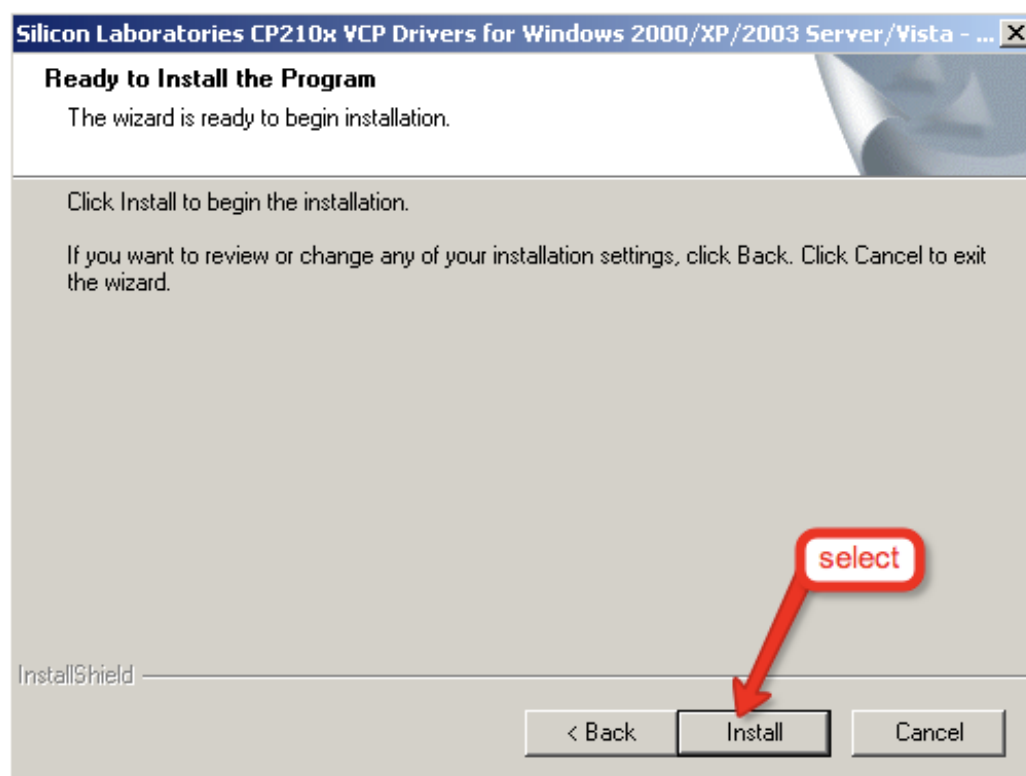 Silicon Laboratories CP210x VCP Drivers for Windows 2000/XP/2003 Server/Vista - ...
Ready to Install the Program
The wizard is ready to begin installation.
Click Install to begin the installation.
If you want to review or change any of your installation settings, click Back. Click Cancel to exit
the wizard.
select
InstallShield
< Back Install Cancel